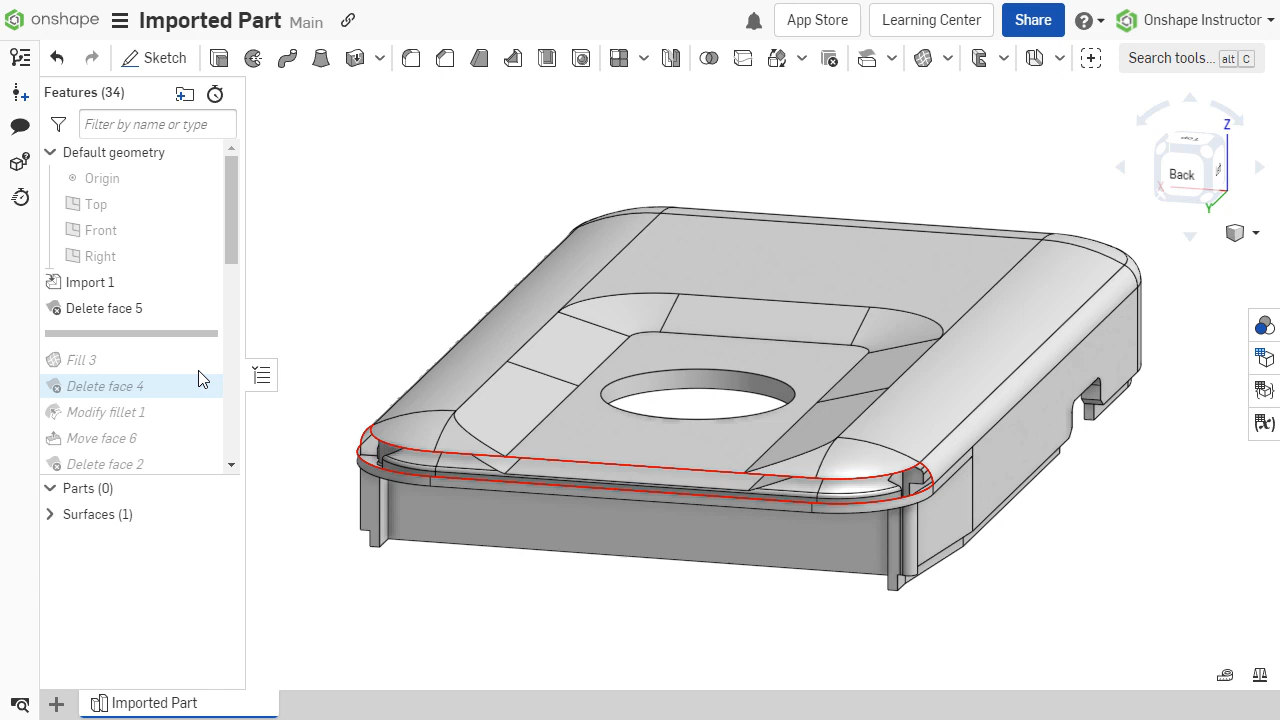 onshape
Imported Part Main
App Store
Learning Center
Share
Onshape Instructor
Sketch
Search tools... alt C
Features (34)
Filter by name or type
Default geometry
Origin
Top
Front
Right
Import 1
Delete face 5
Fill 3
Delete face 4
Modify fillet 1
Move face 6
Delete face 2
Parts (0)
Surfaces (1)
Z
TOP
Back
X
Y
(x)
Imported Part